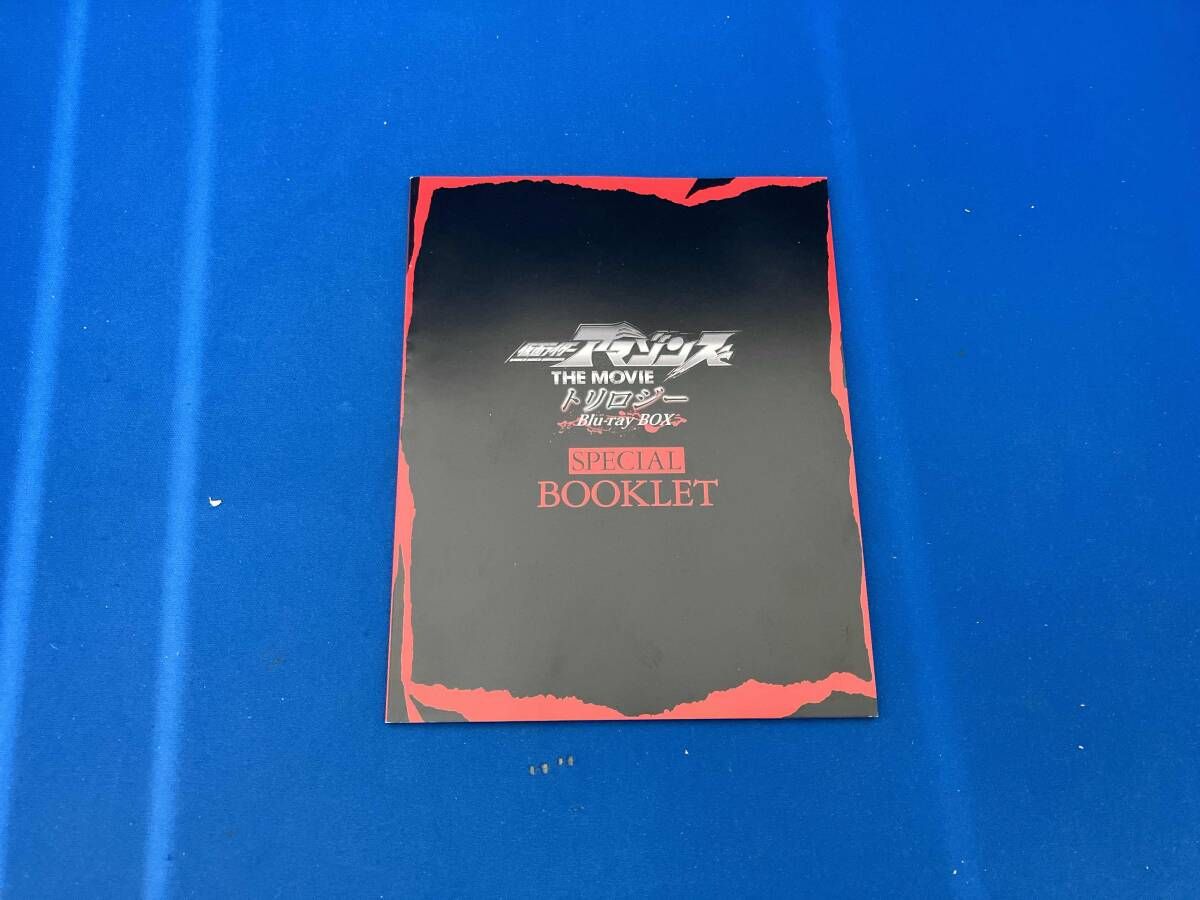 仮面ライダーアマゾンズ
THE MOVIE
トリロジー
Blu-ray BOX
SPECIAL
BOOKLET